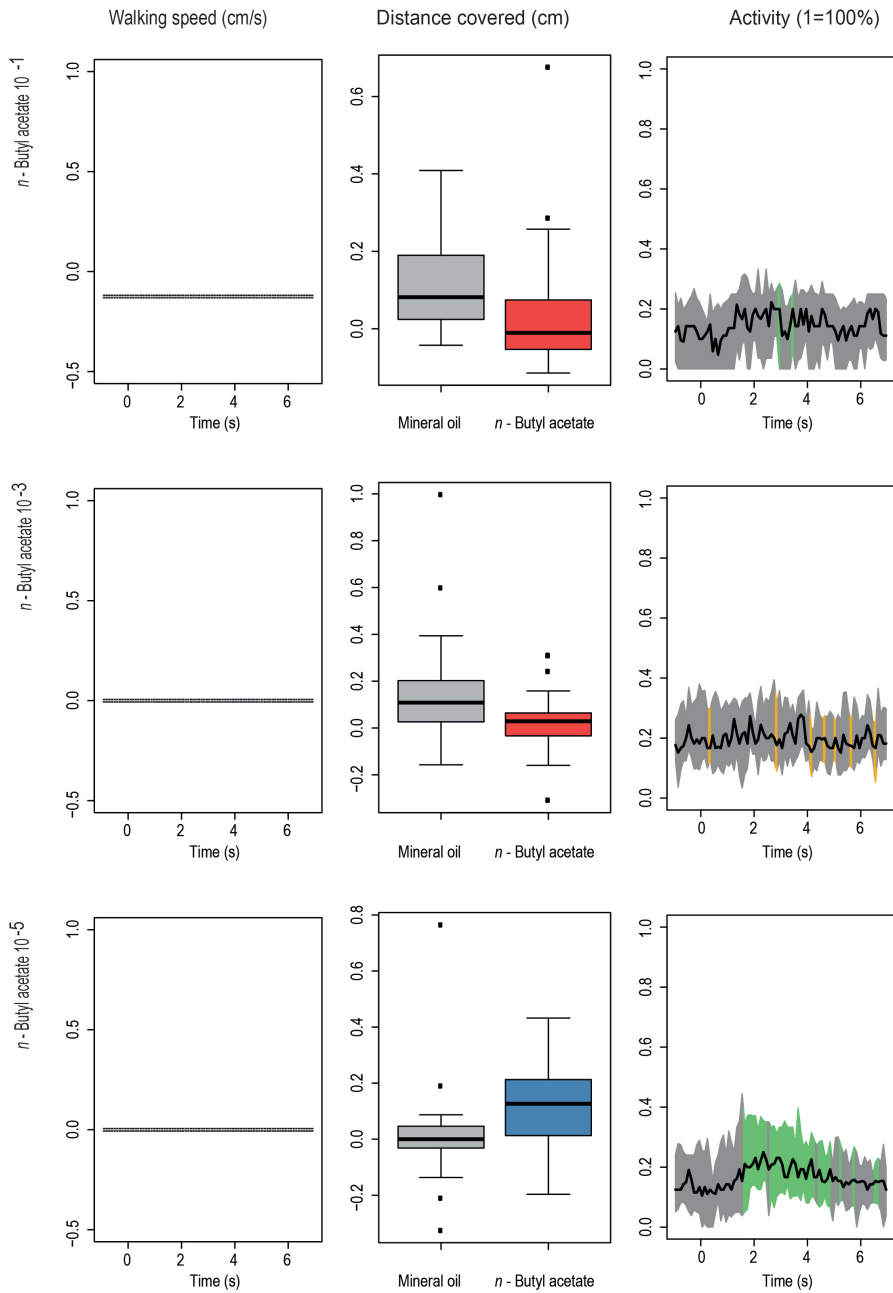 Walking speed (cm/s)
Distance covered (cm)
Activity (1=100%)
n - Butyl acetate 10 -1
1.0
0.5
0.0
−0.5
0 2 4 6
Time (s)
0.6
0.4
0.2
0.0
Mineral oil n - Butyl acetate
1.0
0.8
0.6
0.4
0.2
0.0
0 2 4 6
Time (s)
n - Butyl acetate 10 -3
1.0
0.5
0.0
−0.5
0 2 4 6
Time (s)
1.0
0.8
0.6
0.4
0.2
0.0
−0.2
Mineral oil n - Butyl acetate
1.0
0.8
0.6
0.4
0.2
0.0
0 2 4 6
Time (s)
n - Butyl acetate 10 -5
1.0
0.5
0.0
−0.5
0 2 4 6
Time (s)
0.8
0.6
0.4
0.2
0.0
−0.2
Mineral oil n - Butyl acetate
1.0
0.8
0.6
0.4
0.2
0.0
0 2 4 6
Time (s)